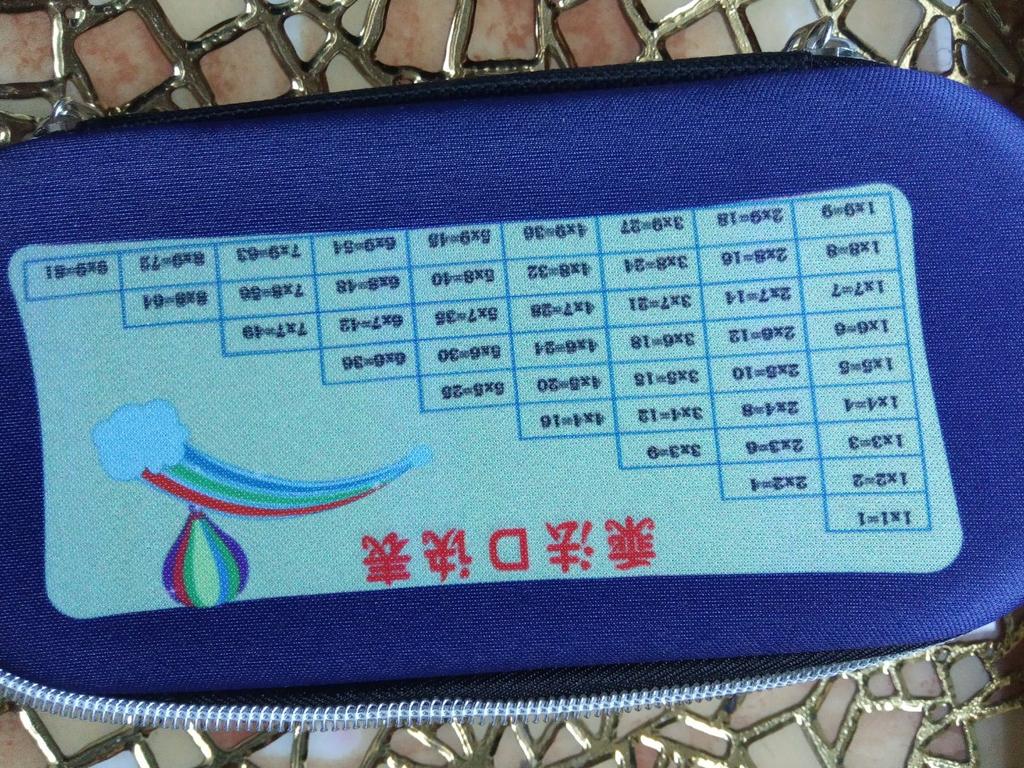 乘法口诀表
1x1=1
1x2=2 2x2=4
1x3=3 2x3=6 3x3=9
1x4=4 2x4=8 3x4=12 4x4=16
1x5=5 2x5=10 3x5=15 4x5=20 5x5=25
1x6=6 2x6=12 3x6=18 4x6=24 5x6=30 6x6=36
1x7=7 2x7=14 3x7=21 4x7=28 5x7=35 6x7=42 7x7=49
1x8=8 2x8=16 3x8=24 4x8=32 5x8=40 6x8=48 7x8=56 8x8=64
1x9=9 2x9=18 3x9=27 4x9=36 5x9=45 6x9=54 7x9=63 8x9=72 9x9=81